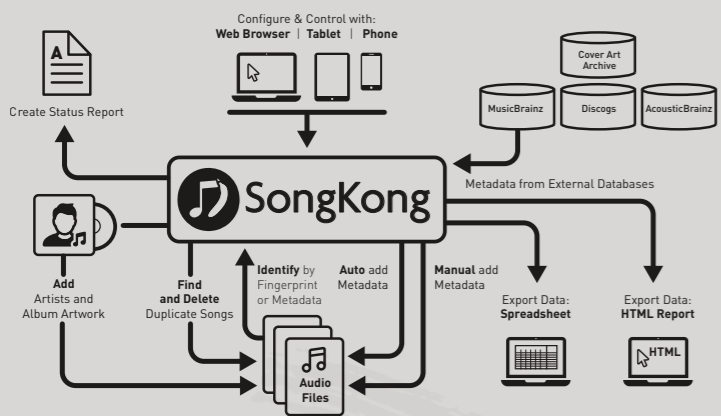 Configure & Control with:
Web Browser | Tablet | Phone
A
Create Status Report
Cover Art
Archive
MusicBrainz
Discogs
AcousticBrainz
Metadata from External Databases
SongKong
Add
Artists and
Album Artwork
Find
and Delete
Duplicate Songs
Identify by
Fingerprint
or Metadata
Auto add
Metadata
Manual add
Metadata
Export Data:
Spreadsheet
Export Data:
HTML Report
HTML
Audio
Files